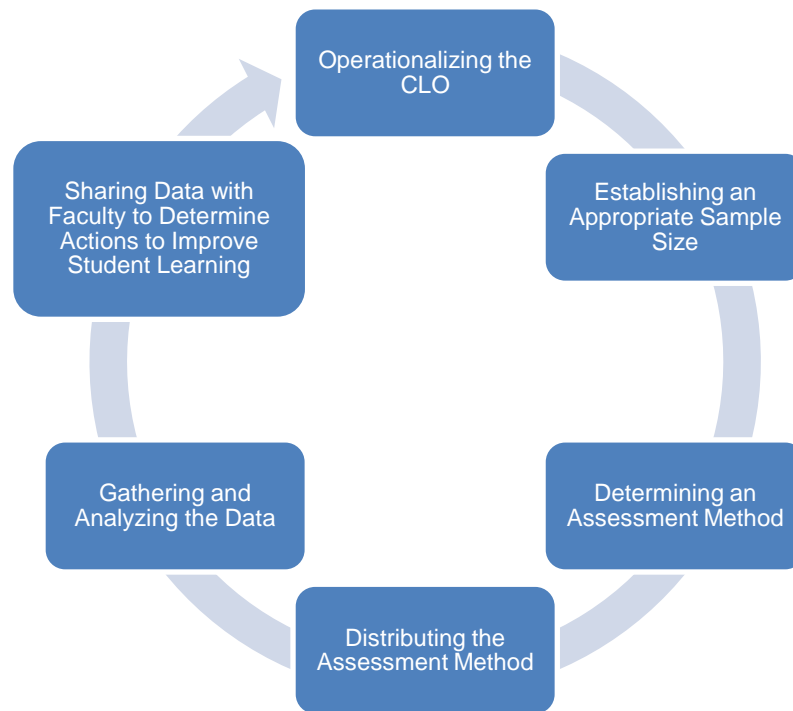 Operationalizing the
CLO
Establishing an
Appropriate Sample
Size
Determining an
Assessment Method
Distributing the
Assessment Method
Gathering and
Analyzing the Data
Sharing Data with
Faculty to Determine
Actions to Improve
Student Learning